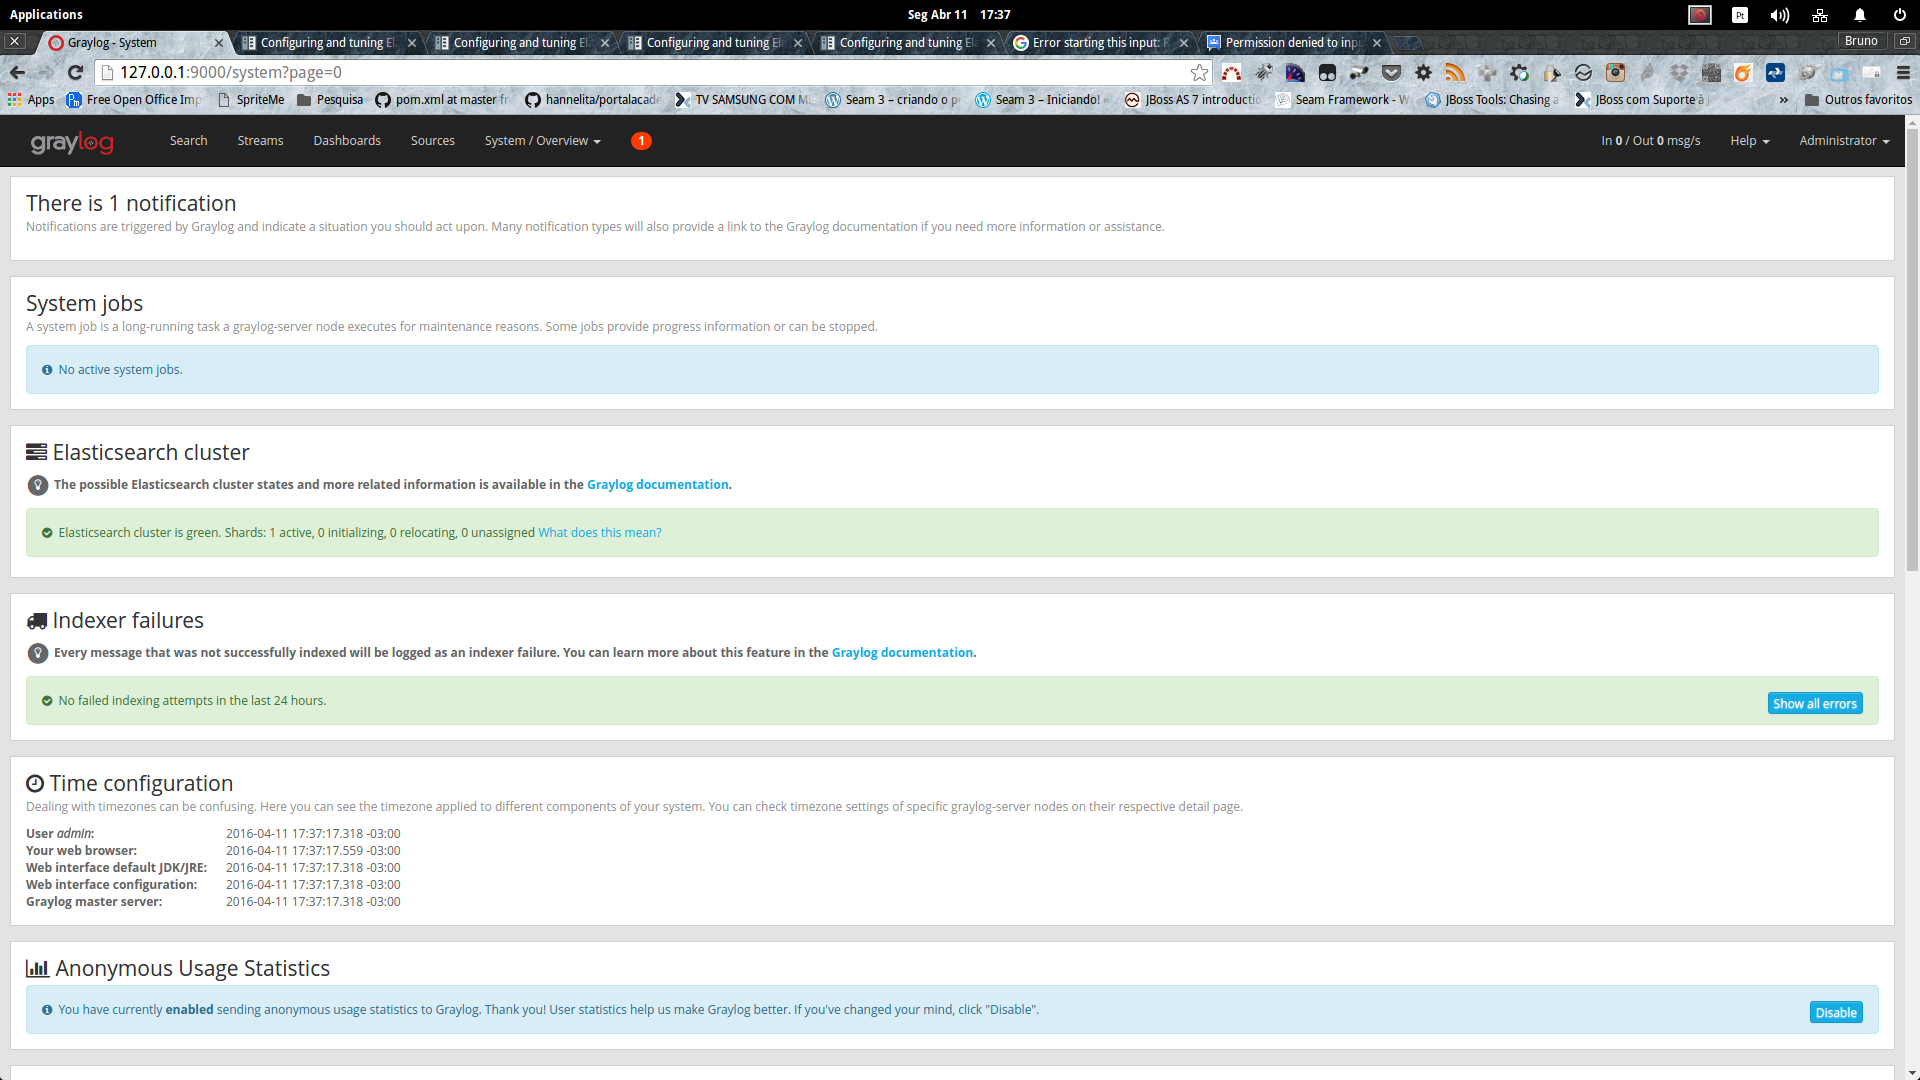 Applications
Seg Abr 11 17:37
Pt
Graylog - System
Configuring and tuning El
Configuring and tuning El
Configuring and tuning El
Configuring and tuning El
Error starting this input: F
Permission denied to inpu
Bruno
127.0.0.1:9000/system?page=0
Apps
Free Open Office Imp
SpriteMe
Pesquisa
pom.xml at master fr
hannelita/portalacade
TV SAMSUNG COM M
Seam 3 – criando o p
Seam 3 – Iniciando! «
JBoss AS 7 introductio
Seam Framework - W
JBoss Tools: Chasing a
JBoss com Suporte à
»
Outros favoritos
graylog
Search
Streams
Dashboards
Sources
System / Overview
1
In 0 / Out 0 msg/s
Help
Administrator
There is 1 notification
Notifications are triggered by Graylog and indicate a situation you should act upon. Many notification types will also provide a link to the Graylog documentation if you need more information or assistance.
System jobs
A system job is a long-running task a graylog-server node executes for maintenance reasons. Some jobs provide progress information or can be stopped.
No active system jobs.
Elasticsearch cluster
The possible Elasticsearch cluster states and more related information is available in the Graylog documentation.
Elasticsearch cluster is green. Shards: 1 active, 0 initializing, 0 relocating, 0 unassigned What does this mean?
Indexer failures
Every message that was not successfully indexed will be logged as an indexer failure. You can learn more about this feature in the Graylog documentation.
No failed indexing attempts in the last 24 hours.
Show all errors
Time configuration
Dealing with timezones can be confusing. Here you can see the timezone applied to different components of your system. You can check timezone settings of specific graylog-server nodes on their respective detail page.
User admin: 2016-04-11 17:37:17.318 -03:00
Your web browser: 2016-04-11 17:37:17.559 -03:00
Web interface default JDK/JRE: 2016-04-11 17:37:17.318 -03:00
Web interface configuration: 2016-04-11 17:37:17.318 -03:00
Graylog master server: 2016-04-11 17:37:17.318 -03:00
Anonymous Usage Statistics
You have currently enabled sending anonymous usage statistics to Graylog. Thank you! User statistics help us make Graylog better. If you've changed your mind, click "Disable".
Disable